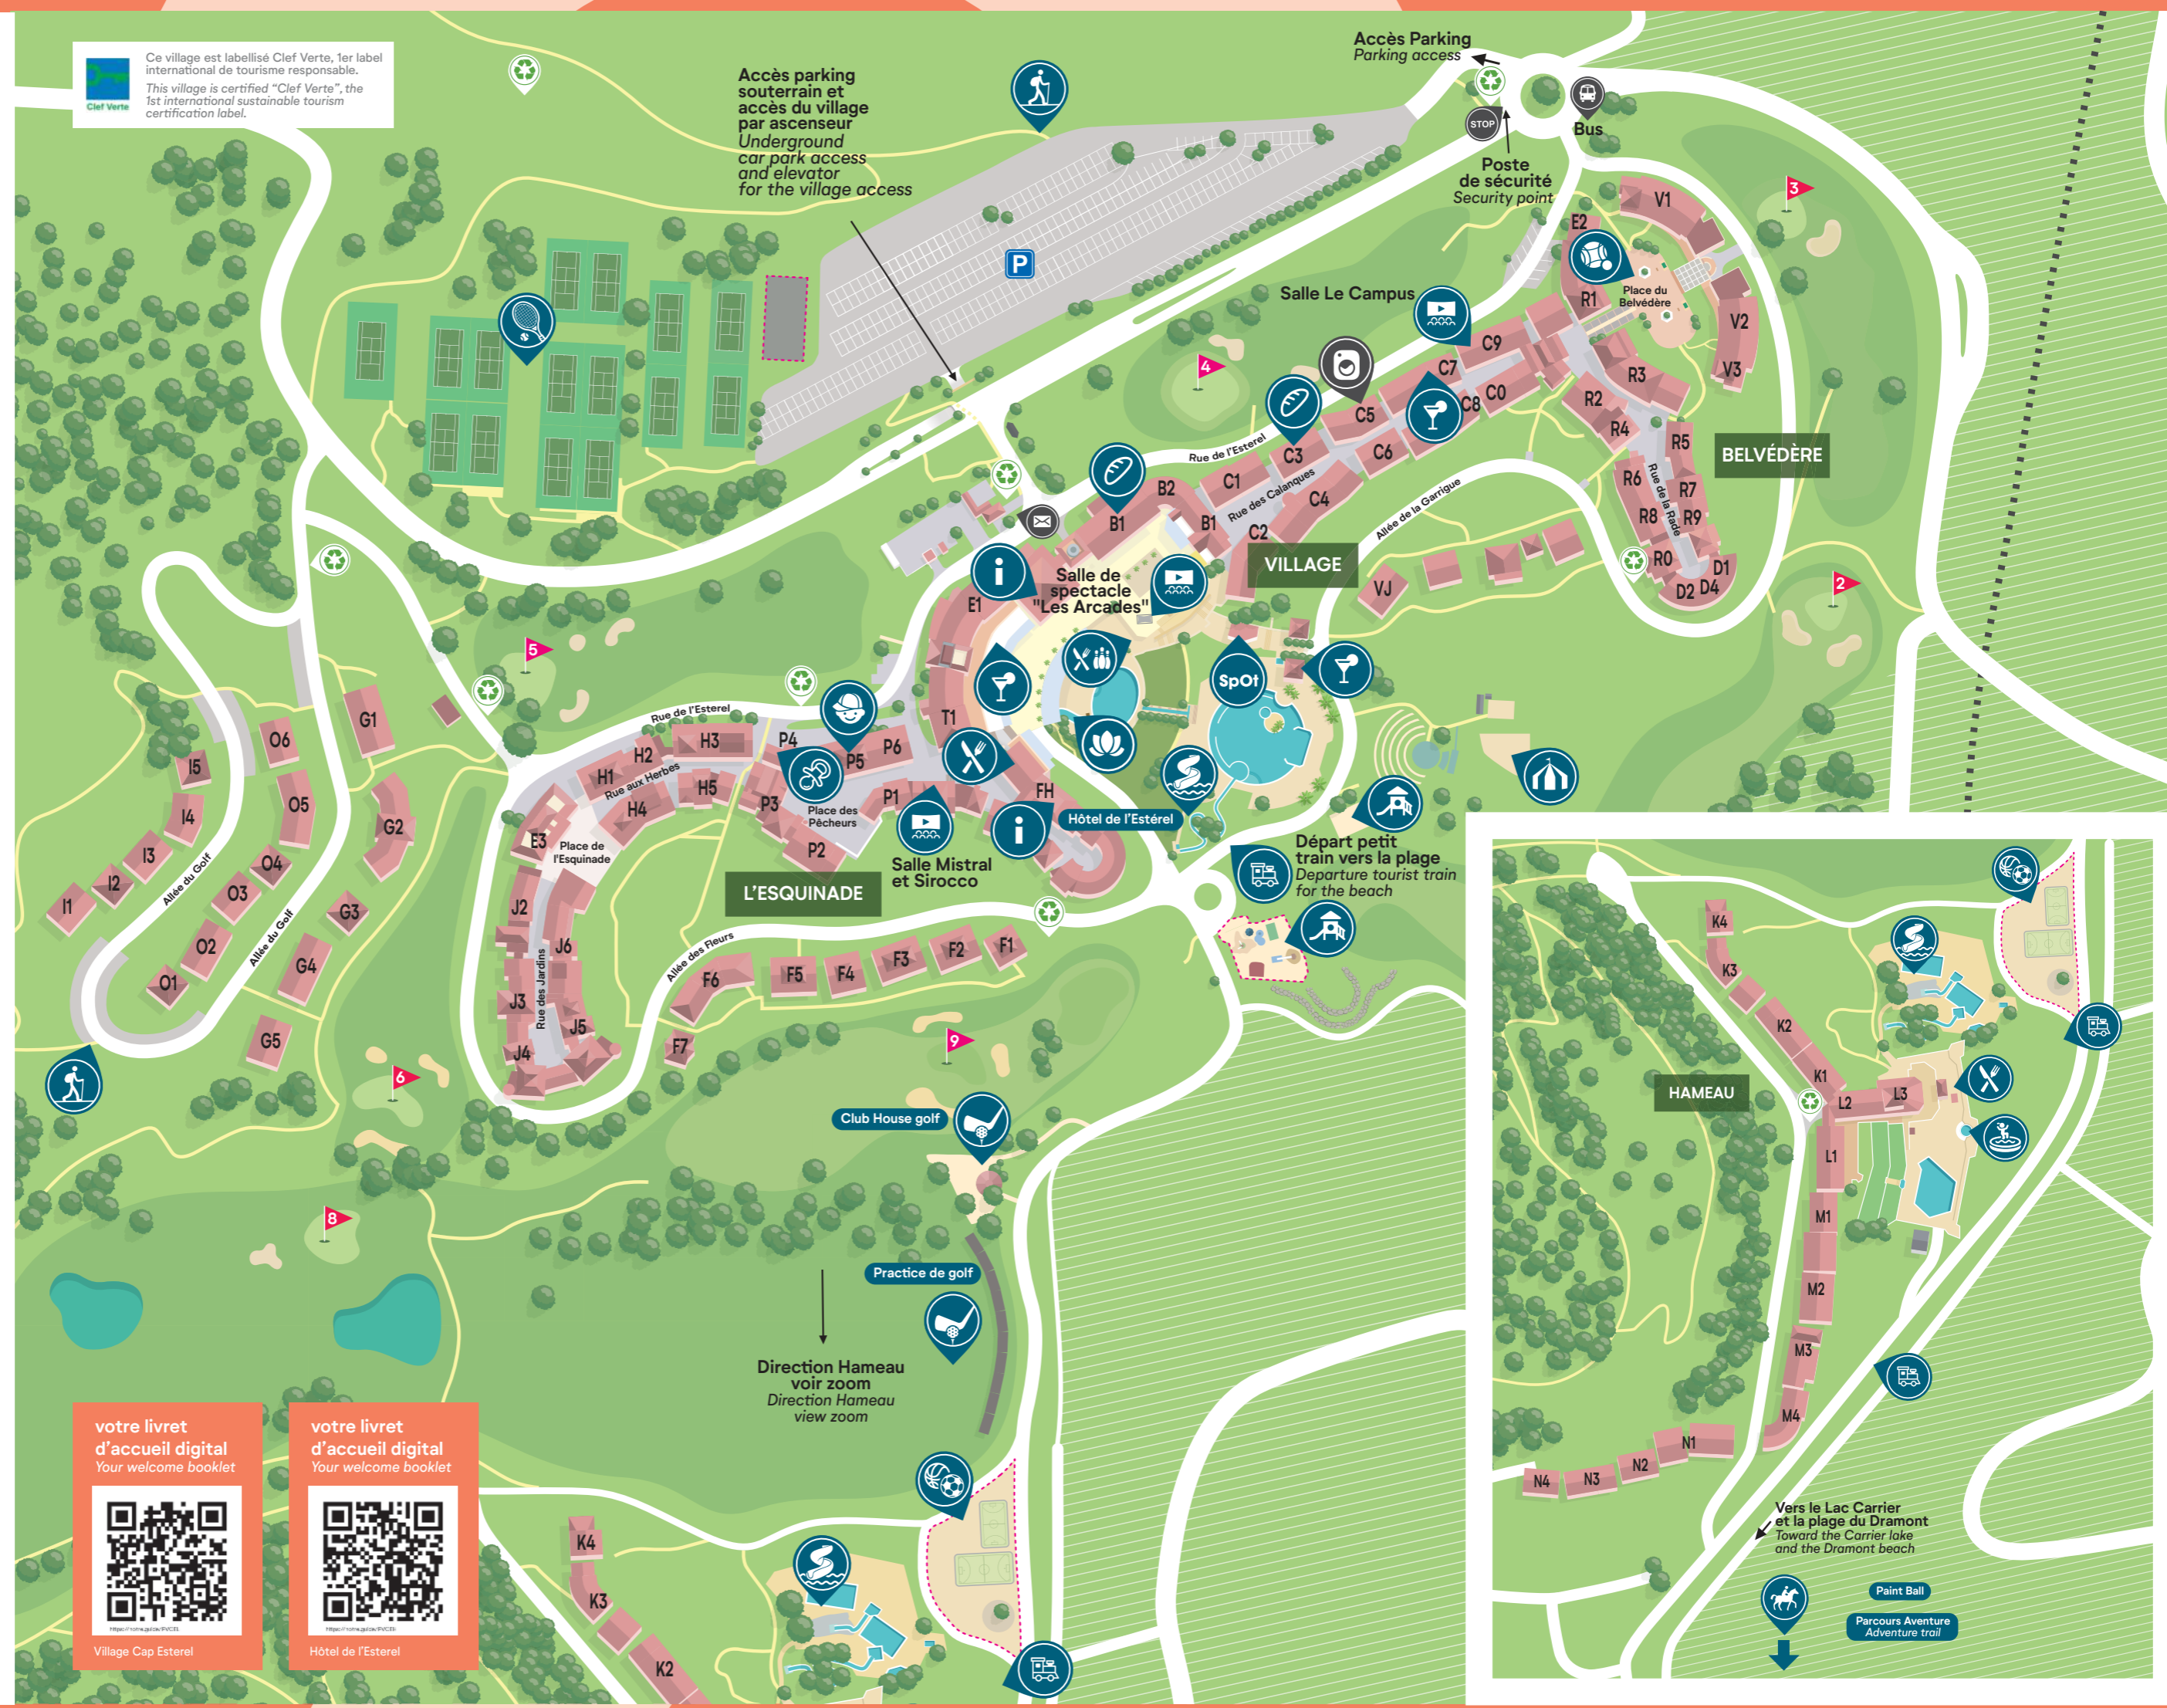 Ce village est labellisé Clef Verte, 1er label
international de tourisme responsable.
This village is certified “Clef Verte”, the
1st international sustainable tourism
certification label.
Clef Verte
Accès parking
souterrain et
accès du village
par ascenseur
Underground
car park access
and elevator
for the village access
Accès Parking
Parking access
STOP
Bus
Poste
de sécurité
Security point
P
3
V1
E2
R1
Place du
Belvédère
V2
V3
Salle Le Campus
4
C9
C7
C0
C8
C5
C6
C3
C4
C1
C2
Rue de l'Esterel
Rue des Calanques
B2
B1
B1
R3
R2
R4
R5
R6
R7
R8
R9
R0
Rue de la Rade
D1
D2
D4
BELVÉDÈRE
Allée de la Garrigue
VILLAGE
VJ
2
i
E1
Salle de
spectacle
"Les Arcades"
SpOt
5
T1
Rue de l'Esterel
H3
H2
H1
H4
H5
Rue aux Herbes
P4
P5
P6
P3
P1
P2
Place des
Pêcheurs
FH
i
Hôtel de l'Estérel
Salle Mistral
et Sirocco
L'ESQUINADE
E3
Place de
l'Esquinade
J2
J6
J3
J5
J4
Rue des Jardins
Départ petit
train vers la plage
Departure tourist train
for the beach
Allée des Fleurs
F6
F5
F4
F3
F2
F1
F7
G1
O6
I5
O5
I4
G2
I3
O4
I2
O3
I1
G3
O2
G4
O1
G5
Allée du Golf
Allée du Golf
6
9
8
Club House golf
Practice de golf
Direction Hameau
voir zoom
Direction Hameau
view zoom
votre livret
d'accueil digital
Your welcome booklet
Village Cap Esterel
votre livret
d'accueil digital
Your welcome booklet
Hôtel de l'Esterel
K4
K3
K2
K4
K3
K2
K1
HAMEAU
L2
L3
L1
M1
M2
M3
M4
N1
N2
N3
N4
Vers le Lac Carrier
et la plage du Dramont
Toward the Carrier lake
and the Dramont beach
Paint Ball
Parcours Aventure
Adventure trail